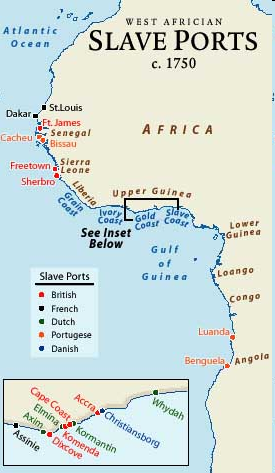 WEST AFRICIAN
SLAVE PORTS
c. 1750
Atlantic
Ocean
St.Louis
Dakar
Ft. James
Senegal
Cacheu
Bissau
AFRICA
Freetown
Sierra
Leone
Sherbro
Liberia
Grain
Coast
Upper Guinea
Ivory
Coast
Gold
Coast
Slave
Coast
See Inset
Below
Lower
Guinea
Gulf
of
Guinea
Loango
Congo
Slave Ports
British
French
Dutch
Portugese
Danish
Luanda
Benguela
Angola
Accra
Whydah
Cape Coast
Christiansborg
Elmina
Kormantin
Axim
Komenda
Assinie
Dixcove